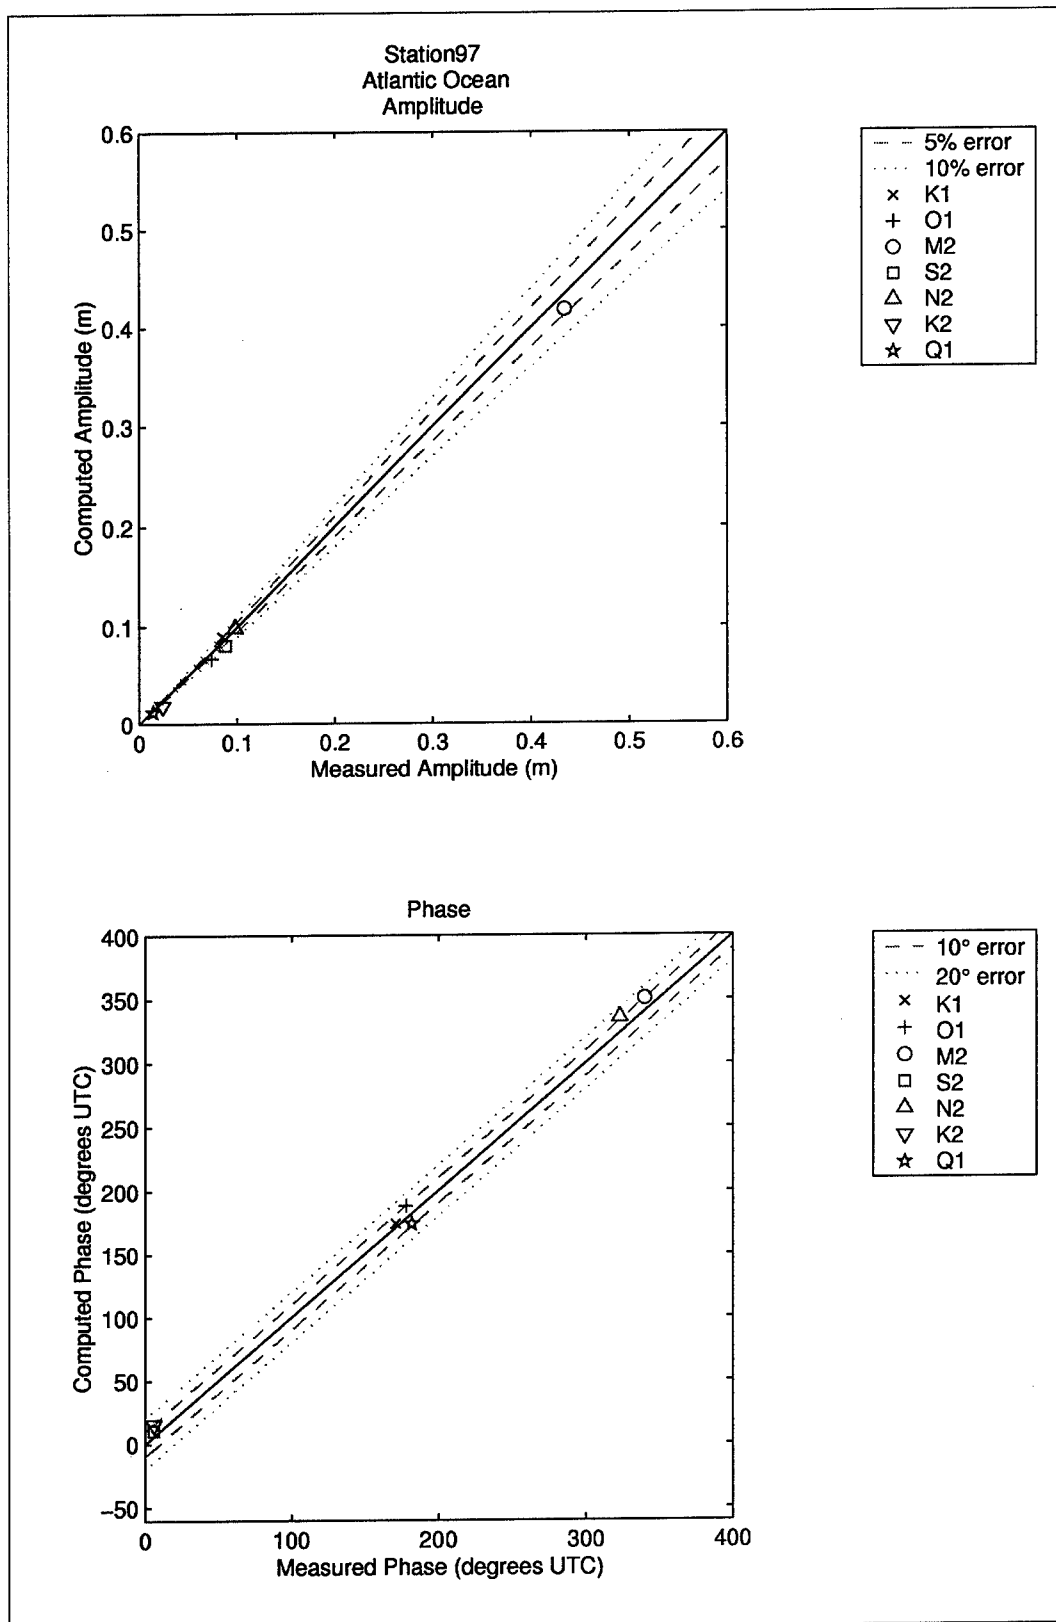 Station97
Atlantic Ocean
Amplitude
0.6
0.5
0.4
0.3
0.2
0.1
0
Computed Amplitude (m)
0 0.1 0.2 0.3 0.4 0.5 0.6
Measured Amplitude (m)
5% error
10% error
K1
O1
M2
S2
N2
K2
Q1
Phase
400
350
300
250
200
150
100
50
0
−50
Computed Phase (degrees UTC)
0 100 200 300 400
Measured Phase (degrees UTC)
10° error
20° error
K1
O1
M2
S2
N2
K2
Q1